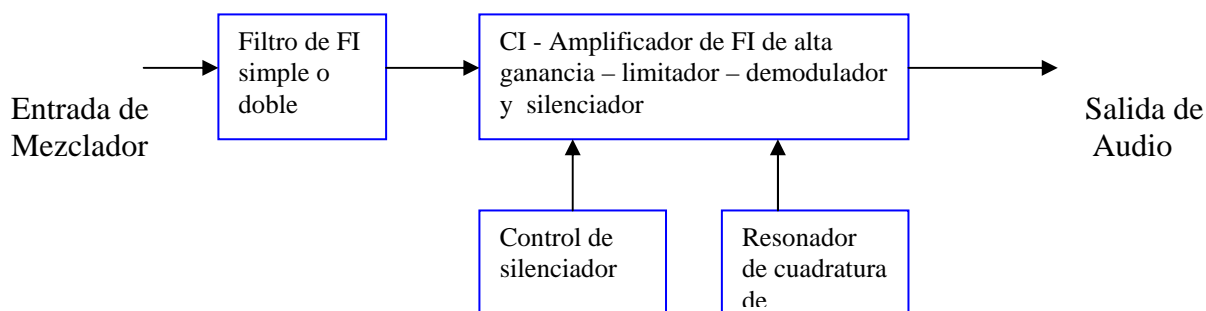 Filtro de FI
simple o
doble
CI - Amplificador de FI de alta
ganancia – limitador – demodulador
y silenciador
Entrada de
Mezclador
Salida de
Audio
Control de
silenciador
Resonador
de cuadratura
de